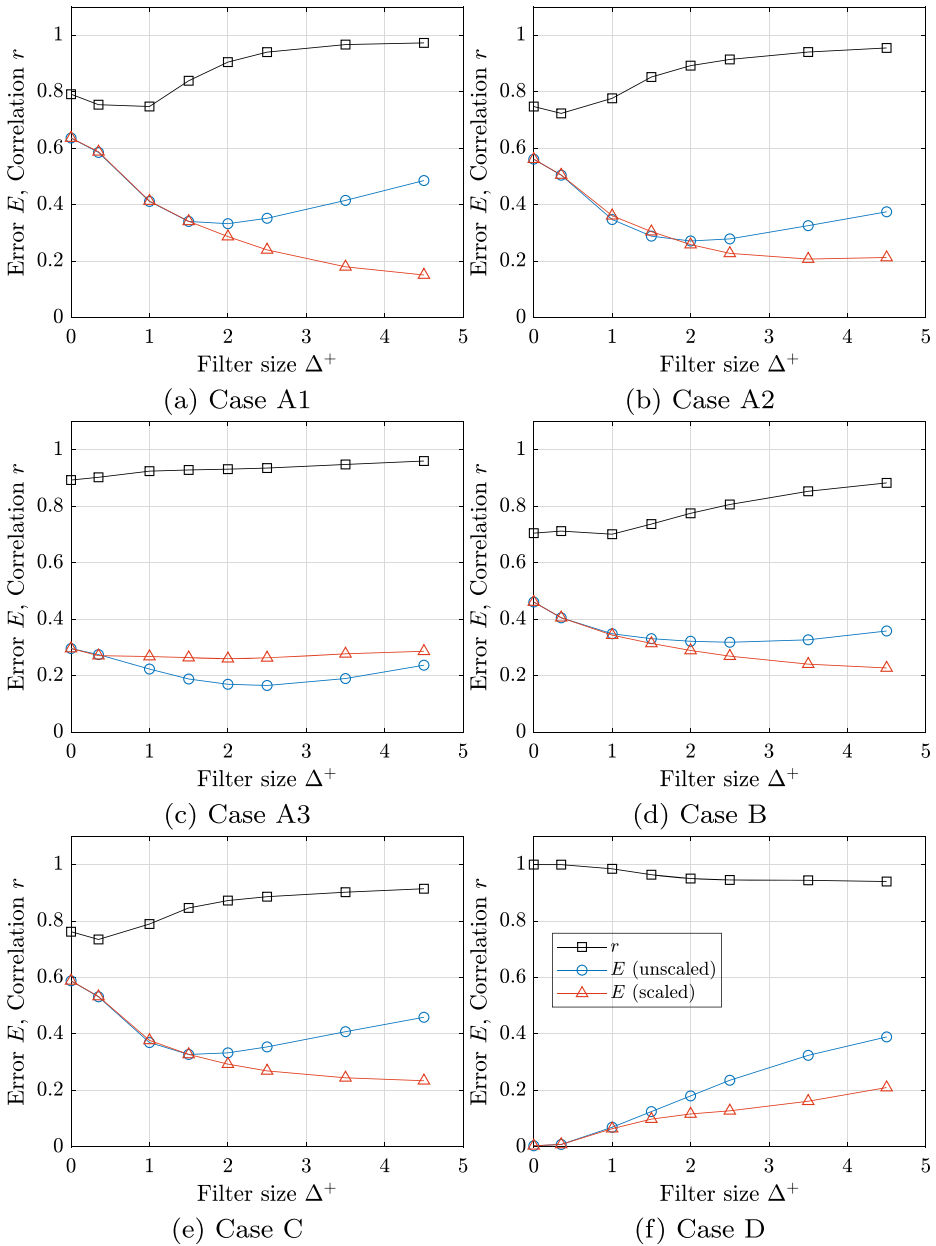 1
0.8
0.6
0.4
0.2
0
Error E, Correlation r
0 1 2 3 4 5
Filter size Δ⁺
(a) Case A1
1
0.8
0.6
0.4
0.2
0
Error E, Correlation r
0 1 2 3 4 5
Filter size Δ⁺
(b) Case A2
1
0.8
0.6
0.4
0.2
0
Error E, Correlation r
0 1 2 3 4 5
Filter size Δ⁺
(c) Case A3
1
0.8
0.6
0.4
0.2
0
Error E, Correlation r
0 1 2 3 4 5
Filter size Δ⁺
(d) Case B
1
0.8
0.6
0.4
0.2
0
Error E, Correlation r
0 1 2 3 4 5
Filter size Δ⁺
(e) Case C
1
0.8
0.6
0.4
0.2
0
Error E, Correlation r
r
E (unscaled)
E (scaled)
0 1 2 3 4 5
Filter size Δ⁺
(f) Case D